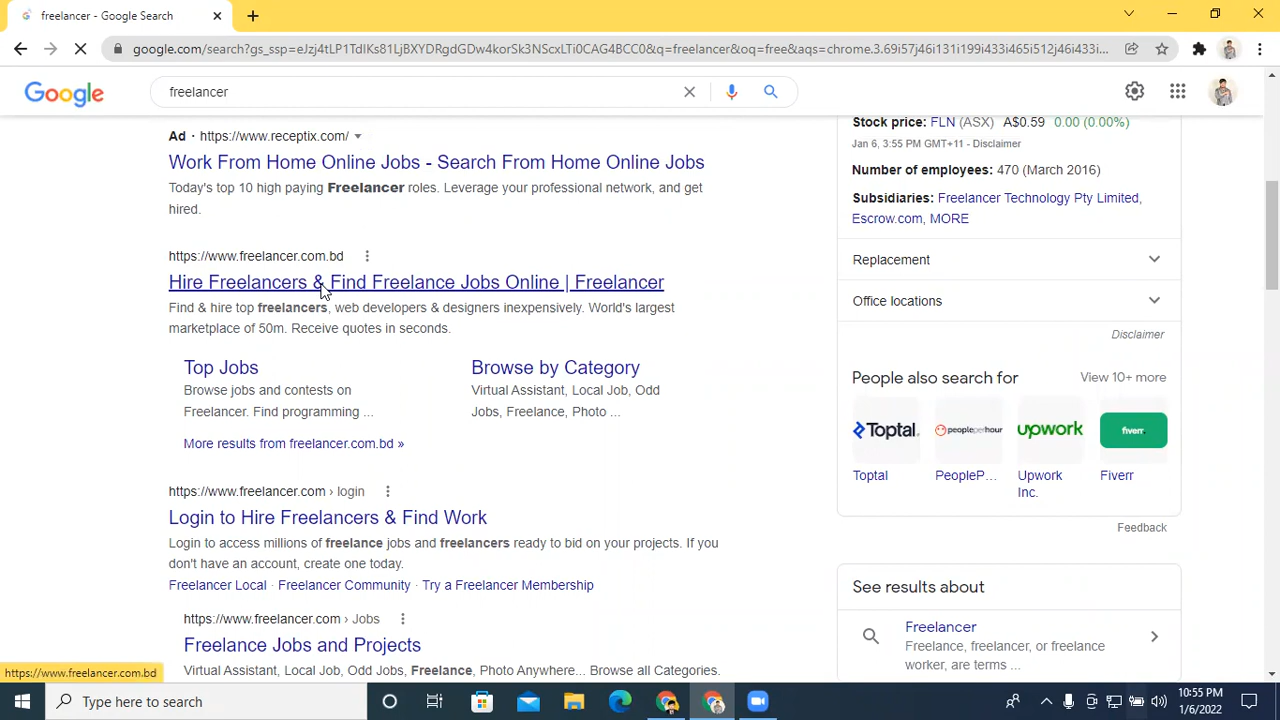 freelancer - Google Search
google.com/search?gs_ssp=eJzj4tLP1TdIKs81LjBXYDRgdGDw4korSk3NScxLTi0CAG4BCC0&q=freelancer&oq=free&aqs=chrome.3.69i57j46i131i199i433i465i512j46i433i...
Google
freelancer
Ad · https://www.receptix.com/
Work From Home Online Jobs - Search From Home Online Jobs
Today's top 10 high paying Freelancer roles. Leverage your professional network, and get
hired.
https://www.freelancer.com.bd
Hire Freelancers & Find Freelance Jobs Online | Freelancer
Find & hire top freelancers, web developers & designers inexpensively. World's largest
marketplace of 50m. Receive quotes in seconds.
Top Jobs
Browse jobs and contests on
Freelancer. Find programming ...
Browse by Category
Virtual Assistant, Local Job, Odd
Jobs, Freelance, Photo ...
More results from freelancer.com.bd »
https://www.freelancer.com › login
Login to Hire Freelancers & Find Work
Login to access millions of freelance jobs and freelancers ready to bid on your projects. If you
don't have an account, create one today.
Freelancer Local · Freelancer Community · Try a Freelancer Membership
https://www.freelancer.com › Jobs
Freelance Jobs and Projects
Virtual Assistant, Local Job, Odd Jobs, Freelance, Photo Anywhere... Browse all Categories.
Stock price: FLN (ASX) A$0.59 0.00 (0.00%)
Jan 6, 3:55 PM GMT+11 - Disclaimer
Number of employees: 470 (March 2016)
Subsidiaries: Freelancer Technology Pty Limited,
Escrow.com, MORE
Replacement
Office locations
Disclaimer
People also search for
View 10+ more
Toptal.
peopleperhour
upwork
fiverr.
Toptal
PeopleP...
Upwork
Inc.
Fiverr
Feedback
See results about
Freelancer
Freelance, freelancer, or freelance
worker, are terms ...
https://www.freelancer.com.bd
Type here to search
10:55 PM
1/6/2022